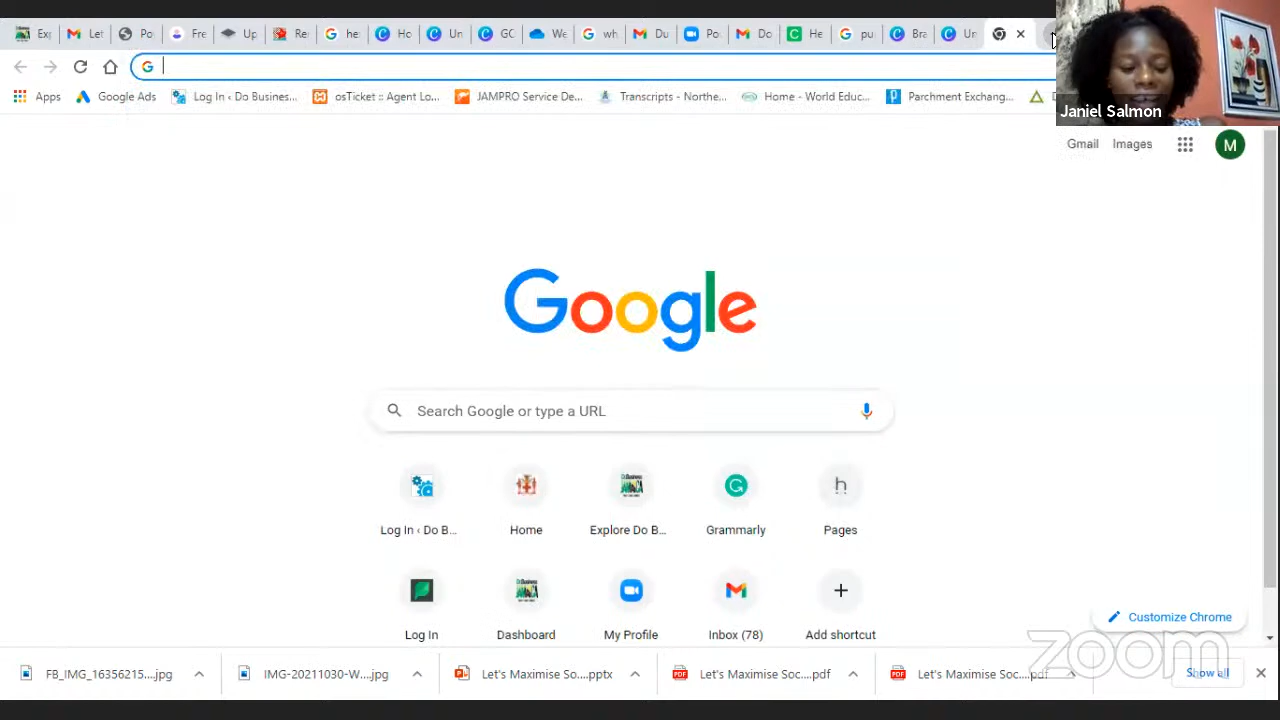 Exp
Let
Po
Fre
Up
Re
he
Ho
Un
GC
We
wh
Du
Po
Do
He
pu
Bra
Un
Janiel Salmon
Apps
Google Ads
Log In ‹ Do Busines...
osTicket :: Agent Lo...
JAMPRO Service De...
Transcripts - Northe...
Home - World Educ...
Parchment Exchang...
Gmail
Images
M
Google
Search Google or type a URL
Log In ‹ Do B...
Home
Explore Do B...
Grammarly
Pages
Log In
Dashboard
My Profile
Inbox (78)
Add shortcut
Customize Chrome
zoom
FB_IMG_16356215....jpg
IMG-20211030-W....jpg
Let's Maximise So....pptx
Let's Maximise Soc....pdf
Let's Maximise Soc....pdf
Show all